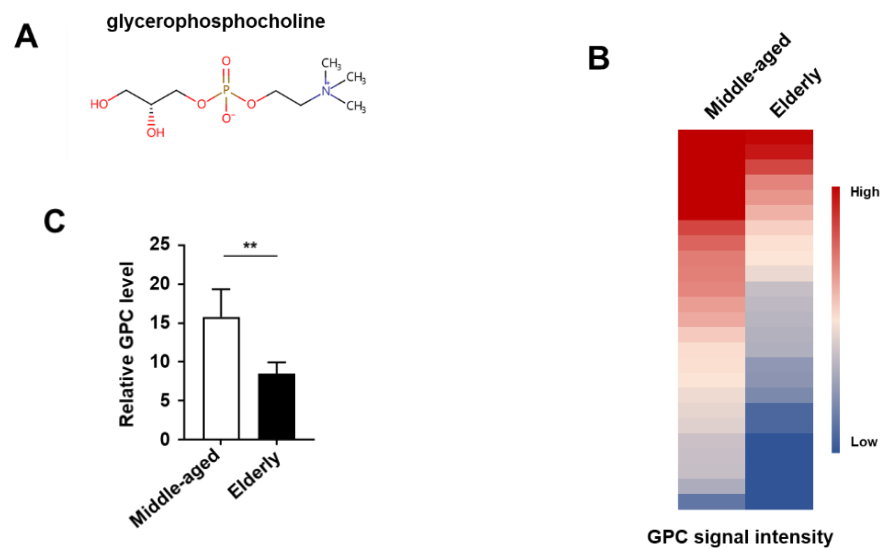 A
glycerophosphocholine
HO
OH
O
O
P
O⁻
O
N⁺
CH₃
CH₃
CH₃
B
Middle-aged
Elderly
High
Low
GPC signal intensity
C
Relative GPC level
25
20
15
10
5
0
**
Middle-aged
Elderly